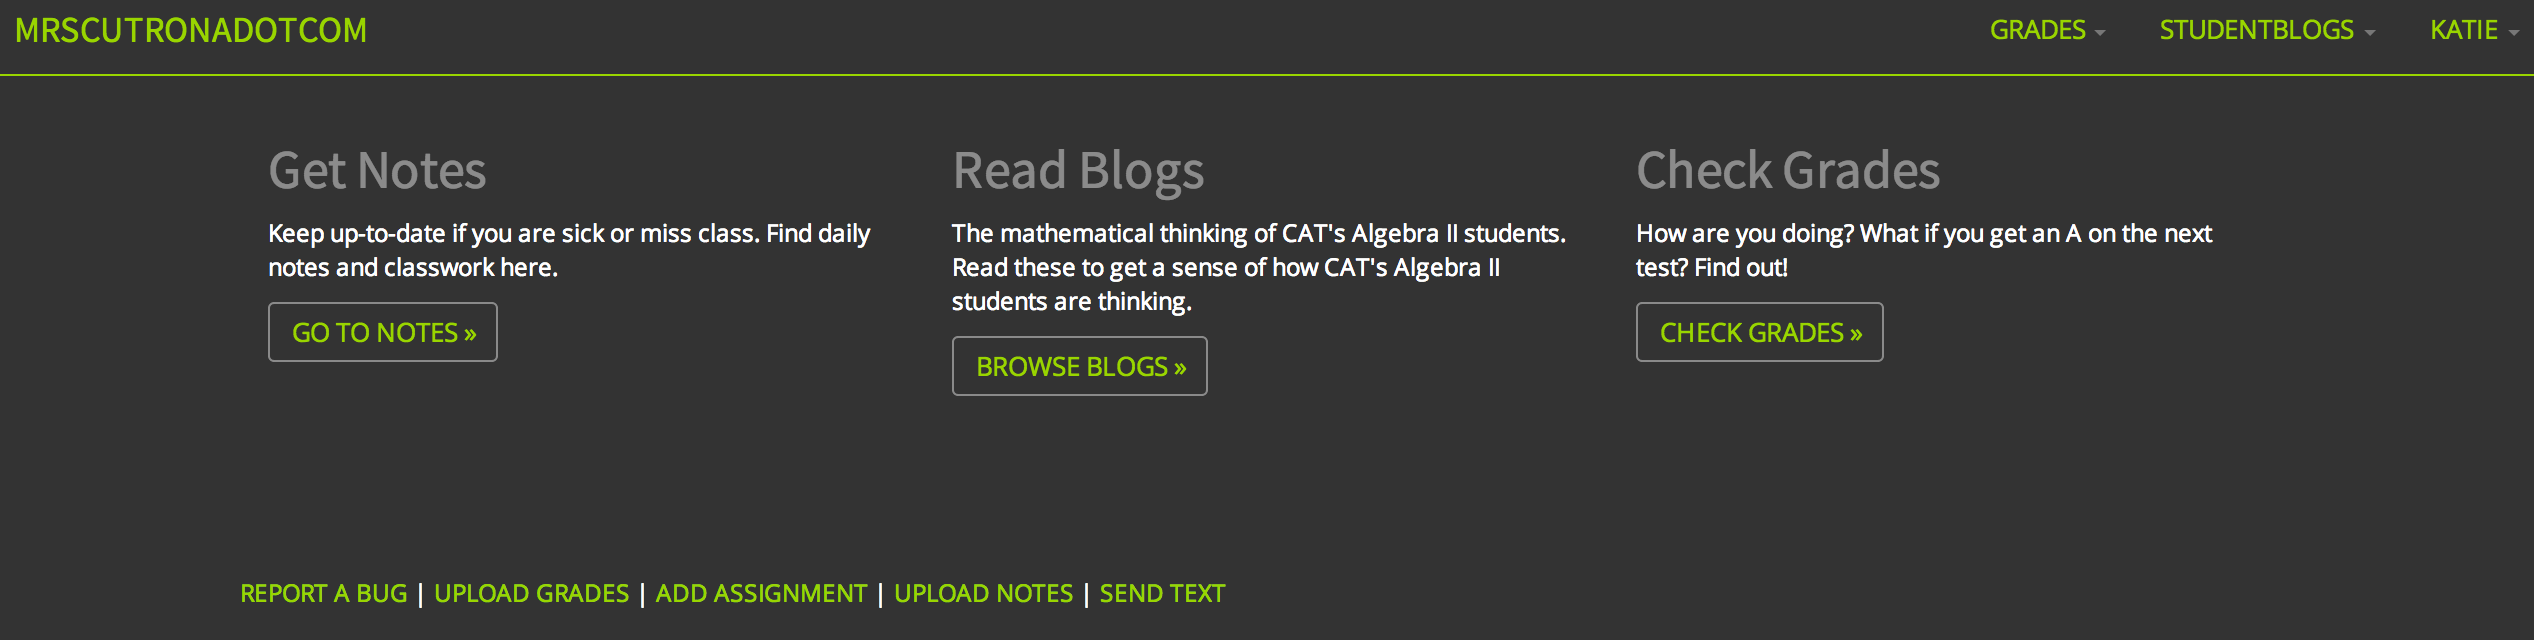 MRSCUTRONADOTCOM
GRADES
STUDENTBLOGS
KATIE
Get Notes
Keep up-to-date if you are sick or miss class. Find daily
notes and classwork here.
GO TO NOTES »
Read Blogs
The mathematical thinking of CAT's Algebra II students.
Read these to get a sense of how CAT's Algebra II
students are thinking.
BROWSE BLOGS »
Check Grades
How are you doing? What if you get an A on the next
test? Find out!
CHECK GRADES »
REPORT A BUG | UPLOAD GRADES | ADD ASSIGNMENT | UPLOAD NOTES | SEND TEXT